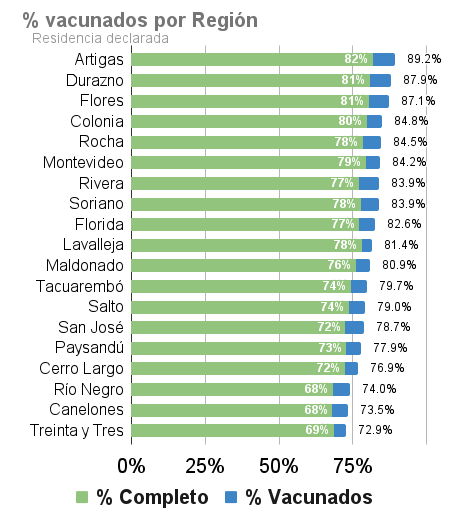 % vacunados por Región
Residencia declarada
Artigas 82% 89.2%
Durazno 81% 87.9%
Flores 81% 87.1%
Colonia 80% 84.8%
Rocha 78% 84.5%
Montevideo 79% 84.2%
Rivera 77% 83.9%
Soriano 78% 83.9%
Florida 77% 82.6%
Lavalleja 78% 81.4%
Maldonado 76% 80.9%
Tacuarembó 74% 79.7%
Salto 74% 79.0%
San José 72% 78.7%
Paysandú 73% 77.9%
Cerro Largo 72% 76.9%
Río Negro 68% 74.0%
Canelones 68% 73.5%
Treinta y Tres 69% 72.9%
0% 25% 50% 75%
% Completo % Vacunados